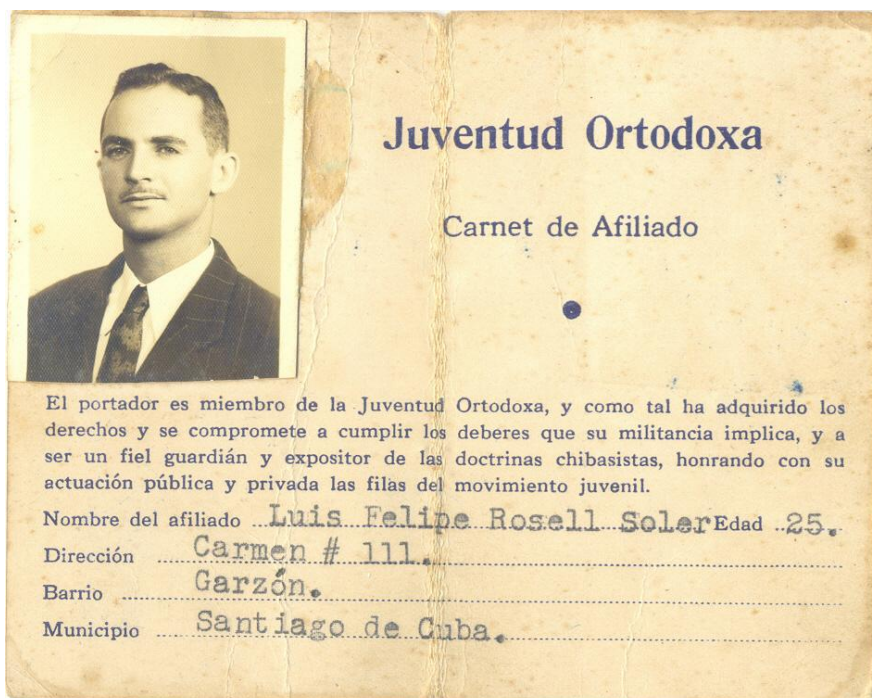 Juventud Ortodoxa
Carnet de Afiliado
El portador es miembro de la Juventud Ortodoxa, y como tal ha adquirido los
derechos y se compromete a cumplir los deberes que su militancia implica, y a
ser un fiel guardián y expositor de las doctrinas chibasistas, honrando con su
actuación pública y privada las filas del movimiento juvenil.
Nombre del afiliado Luis Felipe Rosell Soler Edad 25.
Dirección Carmen # 111.
Barrio Garzón.
Municipio Santiago de Cuba.